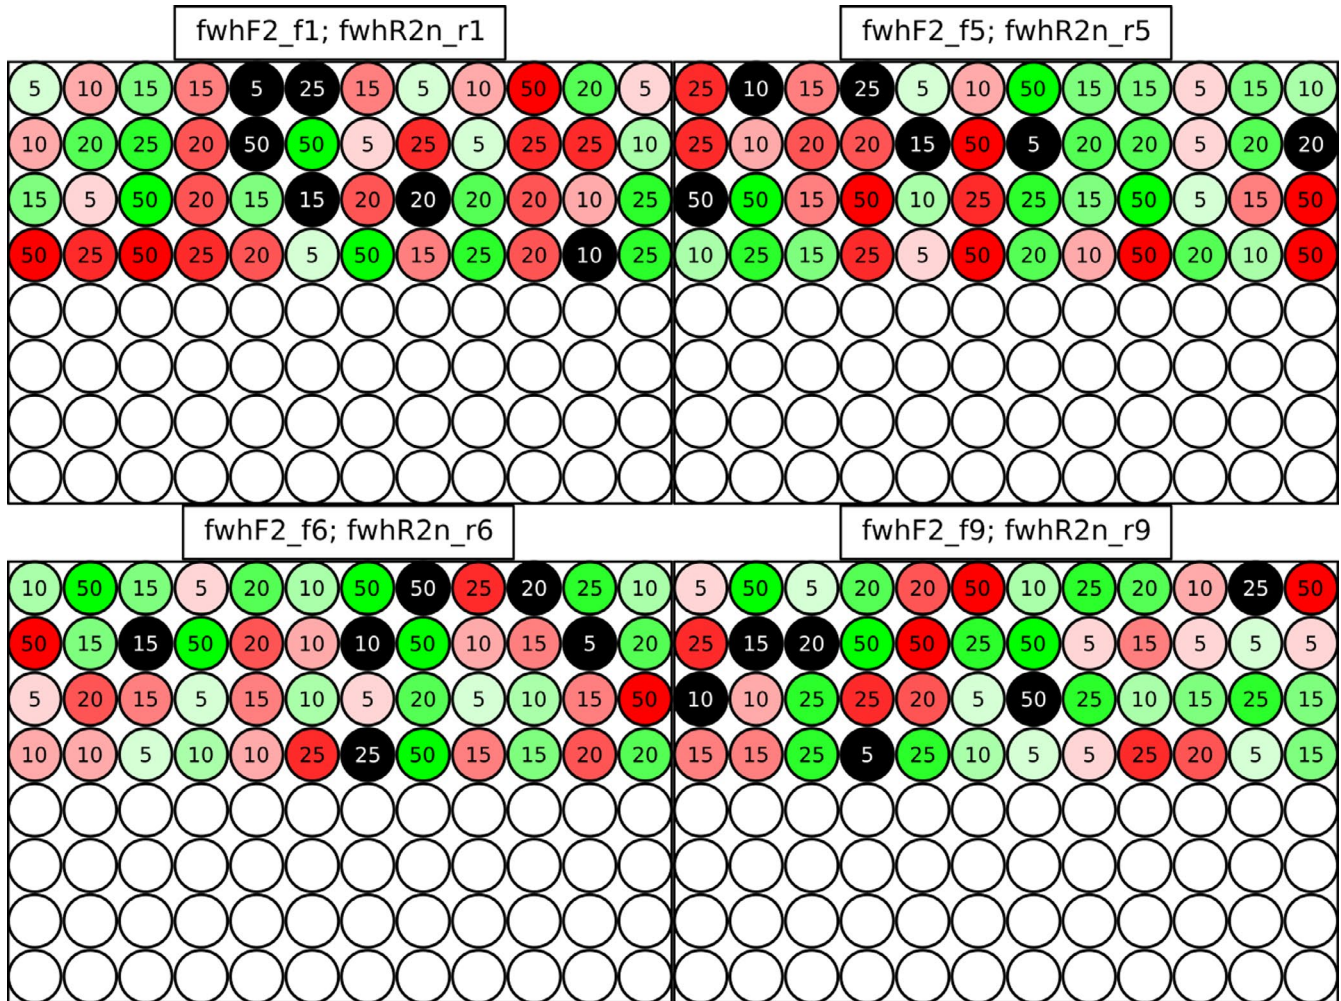 fwhF2_f1; fwhR2n_r1
5 10 15 15 5 25 15 5 10 50 20 5
10 20 25 20 50 50 5 25 5 25 25 10
15 5 50 20 15 15 20 20 20 20 10 25
50 25 50 25 20 5 50 15 25 20 10 25
fwhF2_f5; fwhR2n_r5
25 10 15 25 5 10 50 15 15 5 15 10
25 10 20 20 15 50 5 20 20 5 20 20
50 50 15 50 10 25 25 15 50 5 15 50
10 25 15 25 5 50 20 10 50 20 10 50
fwhF2_f6; fwhR2n_r6
10 50 15 5 20 10 50 50 25 20 25 10
50 15 15 50 20 10 10 50 10 15 5 20
5 20 15 5 15 10 5 20 5 10 15 50
10 10 5 10 10 25 25 50 15 15 20 20
fwhF2_f9; fwhR2n_r9
5 50 5 20 20 50 10 25 20 10 25 50
25 15 20 50 50 25 50 5 15 5 5 5
10 10 25 25 20 5 50 25 10 15 25 15
15 15 25 5 25 10 5 5 25 20 5 15